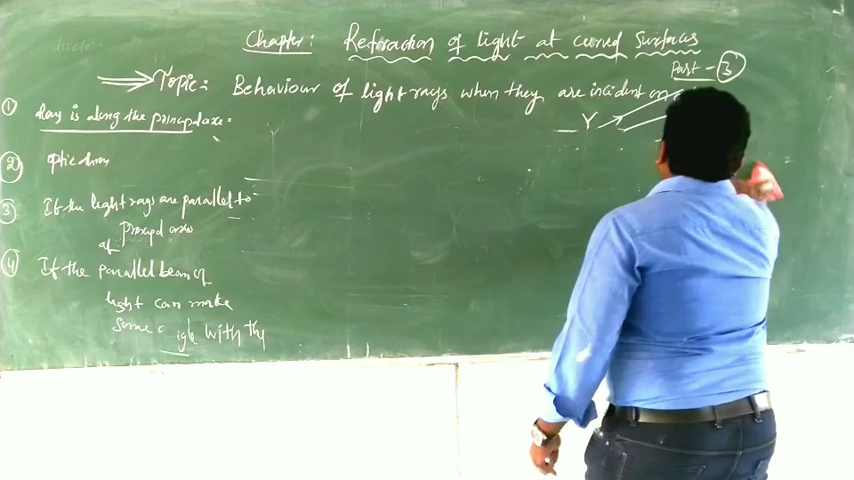 Chapter: Refraction of light at curved Surfaces
Part - 3
Topic: Behaviour of light rays when they are incident on
1 Ray is along the principal axis
2 optic
3 If the light rays are parallel to
Principal axis
4 If the parallel beam of
light can make
some with the
Y